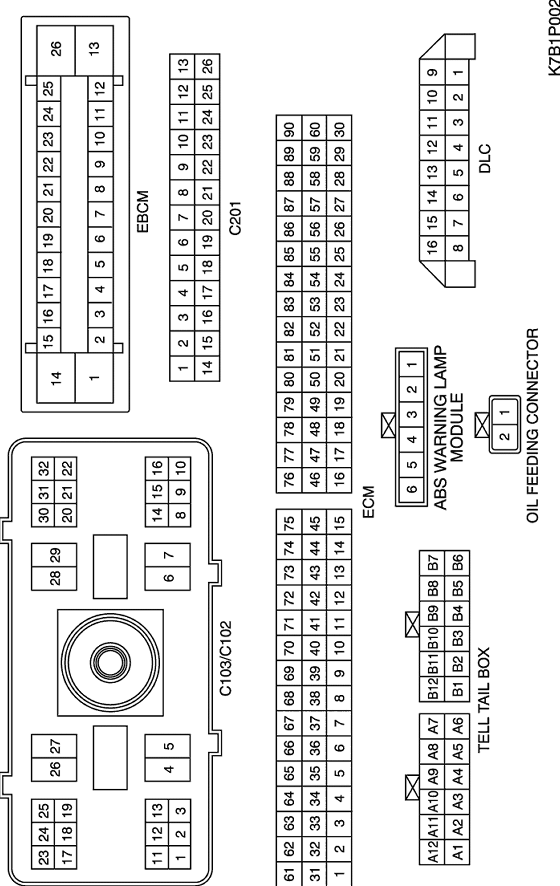 23 24 25
17 18 19
26 27
28 29
30 31 32
20 21 22
11 12 13
1 2 3
4 5
6 7
14 15 16
8 9 10
C103/C102
14 15 16 17 18 19 20 21 22 23 24 25 26
1 2 3 4 5 6 7 8 9 10 11 12 13
EBCM
1 2 3 4 5 6 7 8 9 10 11 12 13
14 15 16 17 18 19 20 21 22 23 24 25 26
C201
61 62 63 64 65 66 67 68 69 70 71 72 73 74 75
31 32 33 34 35 36 37 38 39 40 41 42 43 44 45
1 2 3 4 5 6 7 8 9 10 11 12 13 14 15
76 77 78 79 80 81 82 83 84 85 86 87 88 89 90
46 47 48 49 50 51 52 53 54 55 56 57 58 59 60
16 17 18 19 20 21 22 23 24 25 26 27 28 29 30
ECM
A12 A11 A10 A9 A8 A7
A1 A2 A3 A4 A5 A6
B12 B11 B10 B9 B8 B7
B1 B2 B3 B4 B5 B6
TELL TAIL BOX
6 5 4 3 2 1
ABS WARNING LAMP
MODULE
2 1
OIL FEEDING CONNECTOR
16 15 14 13 12 11 10 9
8 7 6 5 4 3 2 1
DLC
K7B1P002